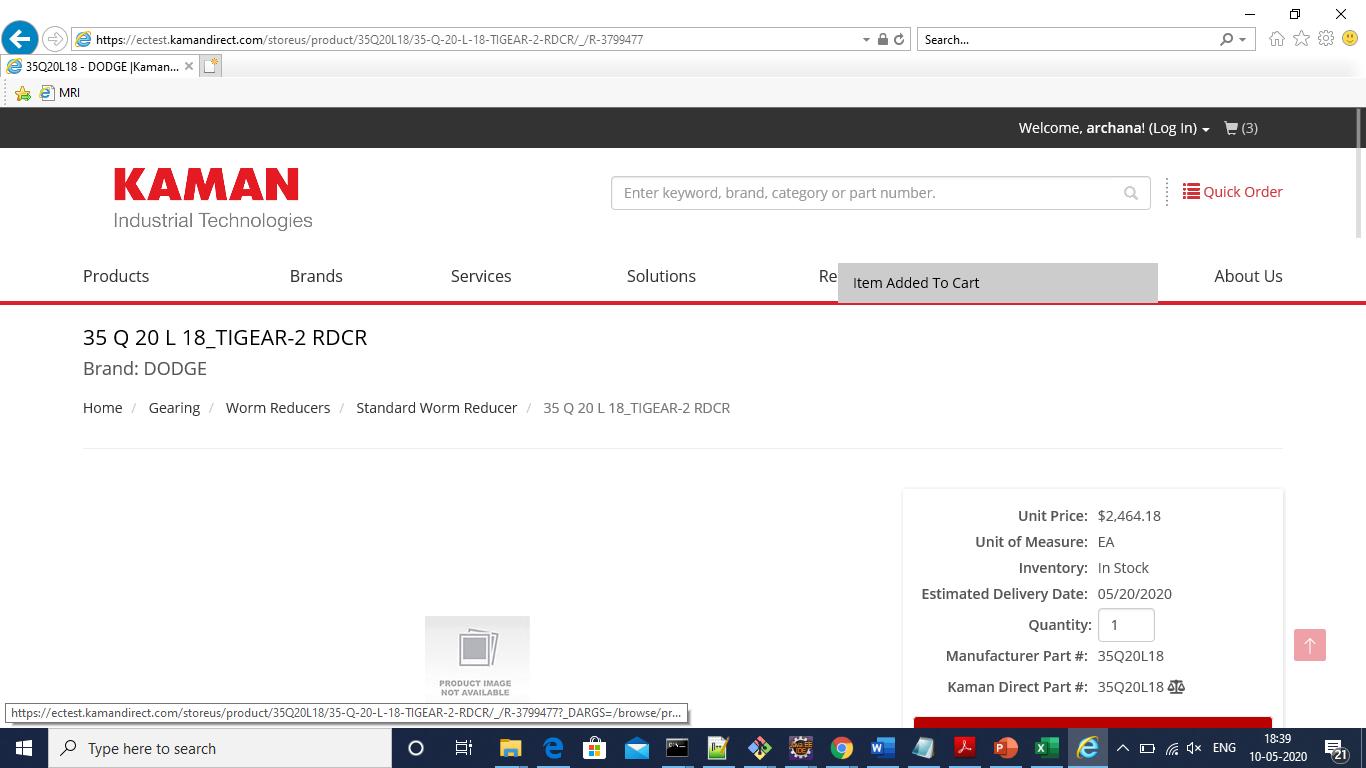 https://ectest.kamandirect.com/storeus/product/35Q20L18/35-Q-20-L-18-TIGEAR-2-RDCR/_/R-3799477
Search...
35Q20L18 - DODGE |Kaman...
MRI
Welcome, archana! (Log In)
(3)
KAMAN
Industrial Technologies
Enter keyword, brand, category or part number.
Quick Order
Products Brands Services Solutions Re About Us
Item Added To Cart
35 Q 20 L 18_TIGEAR-2 RDCR
Brand: DODGE
Home / Gearing / Worm Reducers / Standard Worm Reducer / 35 Q 20 L 18_TIGEAR-2 RDCR
Unit Price: $2,464.18
Unit of Measure: EA
Inventory: In Stock
Estimated Delivery Date: 05/20/2020
Quantity: 1
Manufacturer Part #: 35Q20L18
Kaman Direct Part #: 35Q20L18
PRODUCT IMAGE
NOT AVAILABLE
https://ectest.kamandirect.com/storeus/product/35Q20L18/35-Q-20-L-18-TIGEAR-2-RDCR/_/R-3799477?_DARGS=/browse/pr...
Type here to search
ENG
18:39
10-05-2020
21